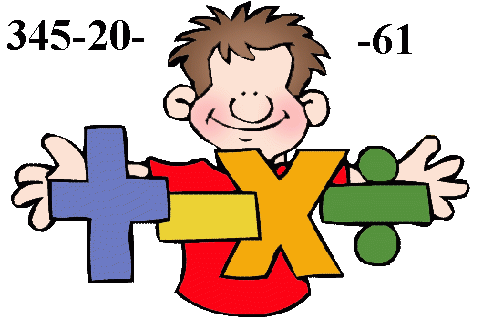 345-20-
-61
+ - X ÷